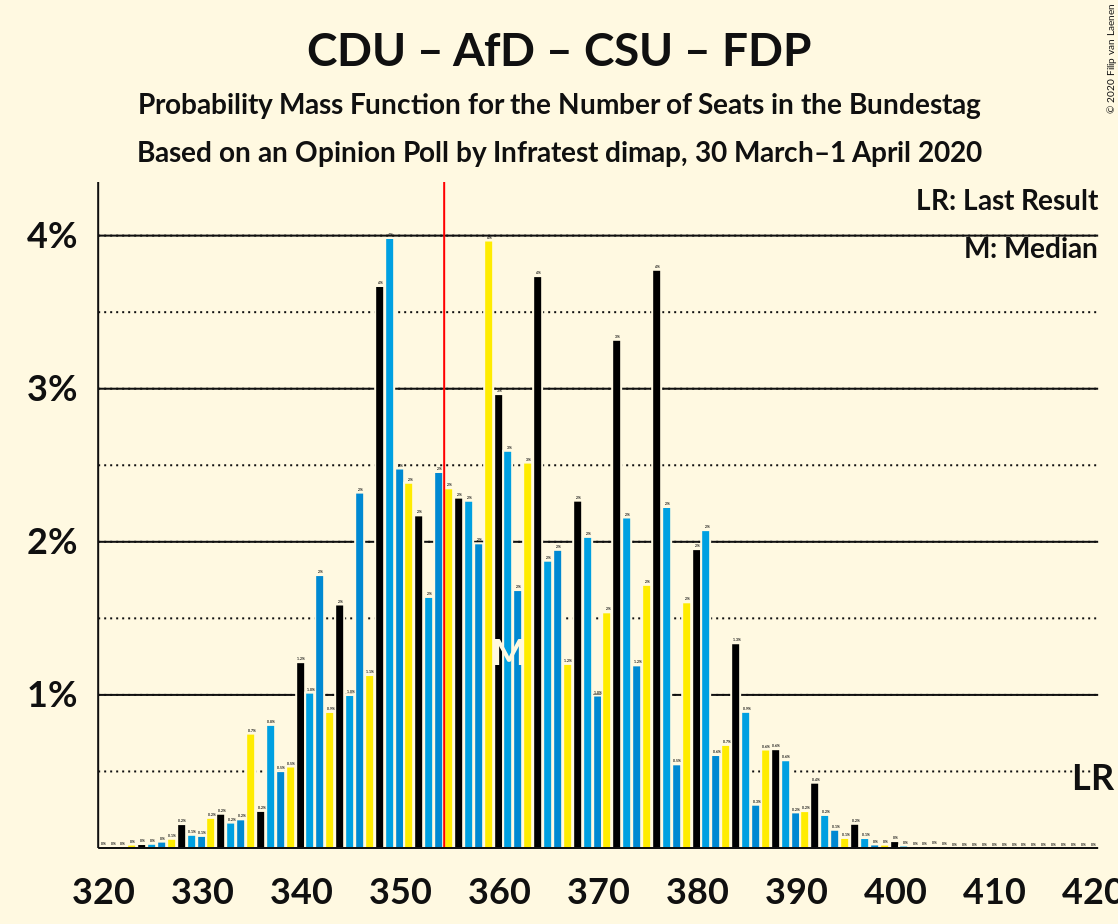 CDU – AfD – CSU – FDP
Probability Mass Function for the Number of Seats in the Bundestag
Based on an Opinion Poll by Infratest dimap, 30 March–1 April 2020
© 2020 Filip van Laenen
LR: Last Result
M: Median
4%
3%
2%
1%
M
LR
320 330 340 350 360 370 380 390 400 410 420